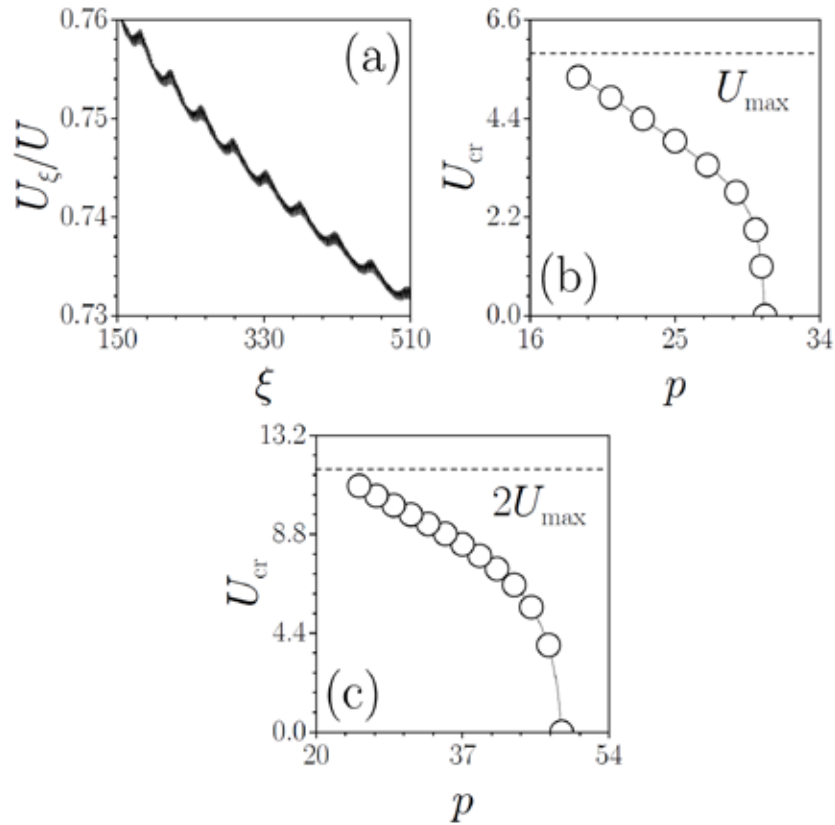 0.76
(a)
0.75
0.74
0.73
U_ξ/U
150 330 510
ξ
6.6
U_max
4.4
U_cr
2.2
(b)
0.0
16 25 34
p
13.2
2U_max
8.8
U_cr
4.4
(c)
0.0
20 37 54
p